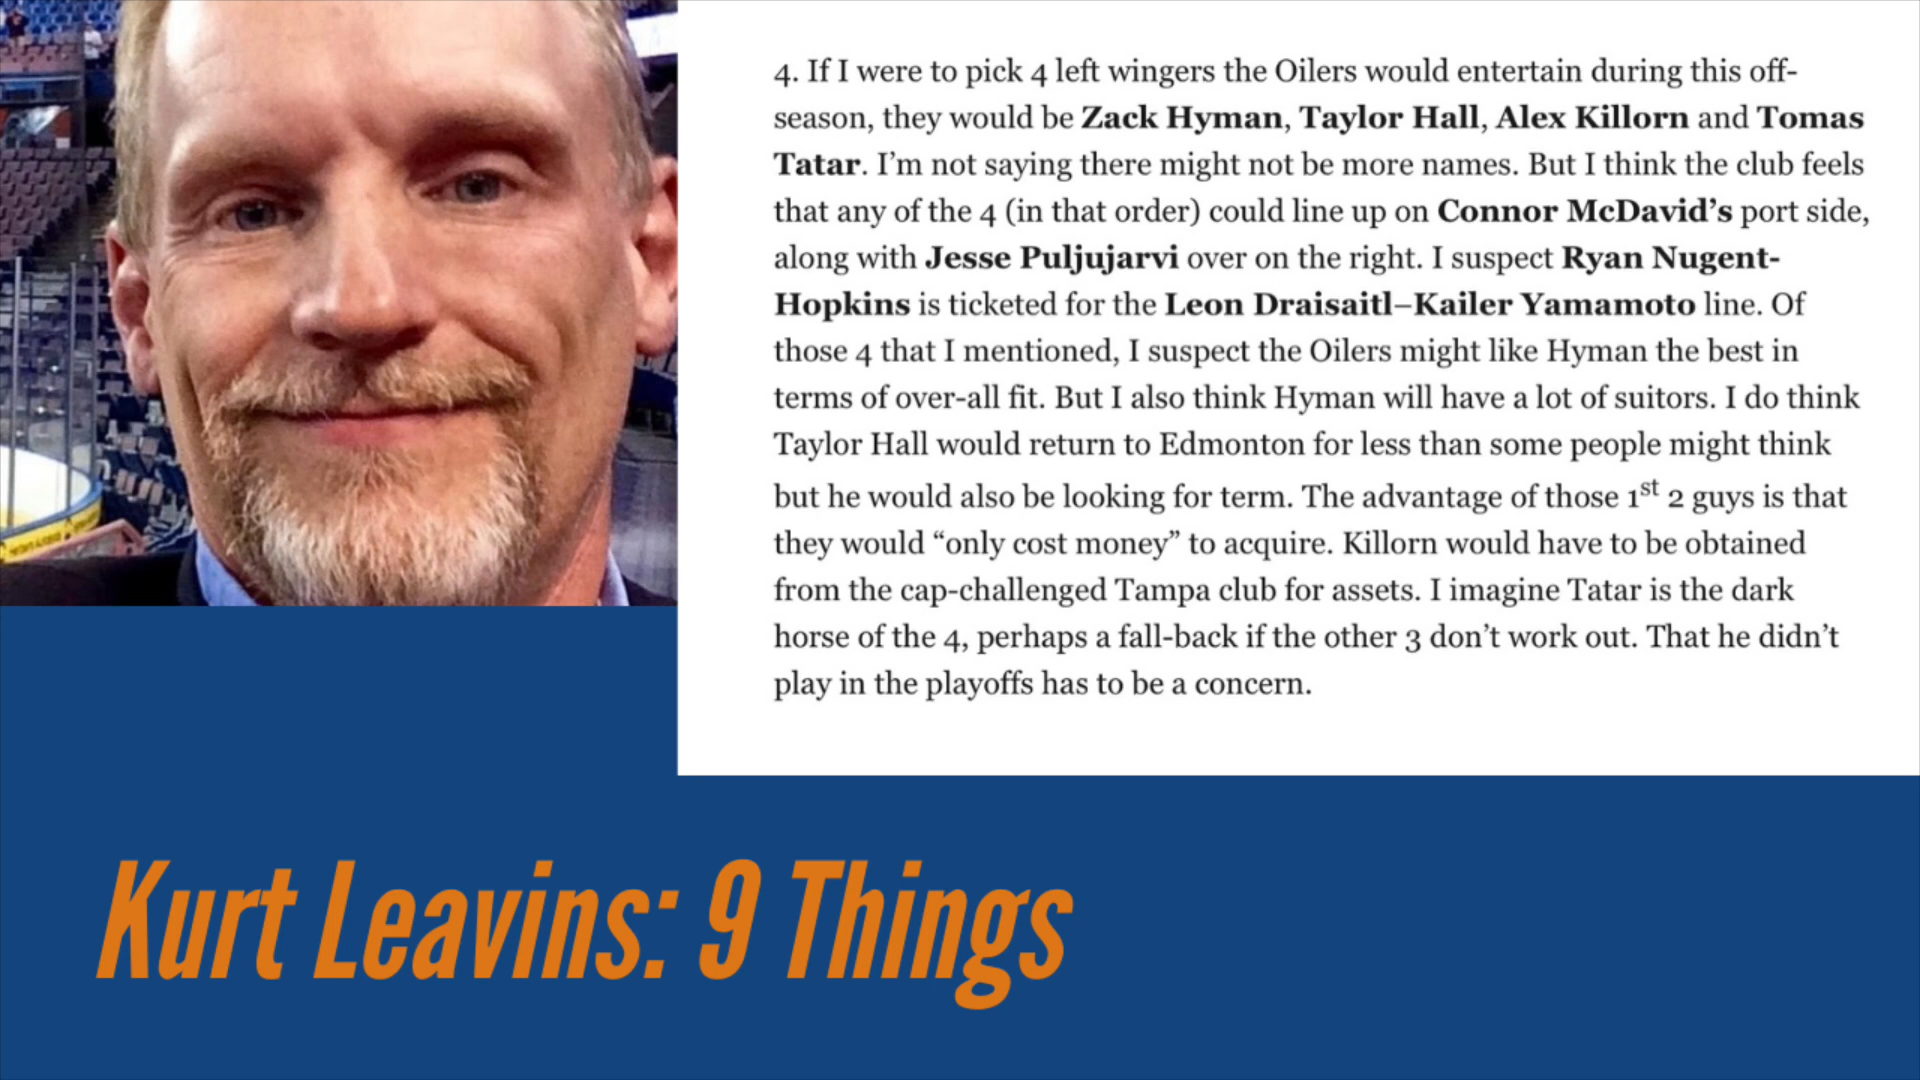 4. If I were to pick 4 left wingers the Oilers would entertain during this off-
season, they would be Zack Hyman, Taylor Hall, Alex Killorn and Tomas
Tatar. I’m not saying there might not be more names. But I think the club feels
that any of the 4 (in that order) could line up on Connor McDavid’s port side,
along with Jesse Puljujarvi over on the right. I suspect Ryan Nugent-
Hopkins is ticketed for the Leon Draisaitl–Kailer Yamamoto line. Of
those 4 that I mentioned, I suspect the Oilers might like Hyman the best in
terms of over-all fit. But I also think Hyman will have a lot of suitors. I do think
Taylor Hall would return to Edmonton for less than some people might think
but he would also be looking for term. The advantage of those 1st 2 guys is that
they would “only cost money” to acquire. Killorn would have to be obtained
from the cap-challenged Tampa club for assets. I imagine Tatar is the dark
horse of the 4, perhaps a fall-back if the other 3 don’t work out. That he didn’t
play in the playoffs has to be a concern.
Kurt Leavins: 9 Things